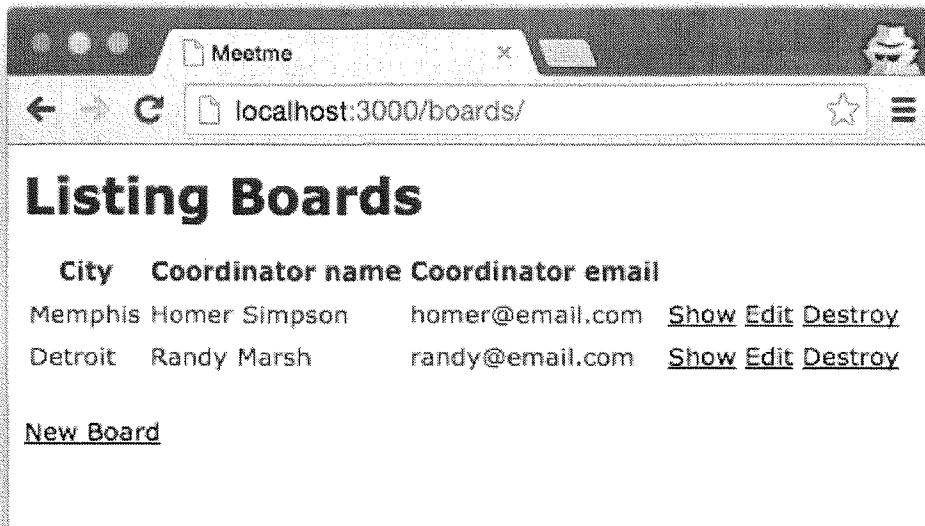 Meetme
localhost:3000/boards/
Listing Boards
City Coordinator name Coordinator email
Memphis Homer Simpson homer@email.com Show Edit Destroy
Detroit Randy Marsh randy@email.com Show Edit Destroy
New Board